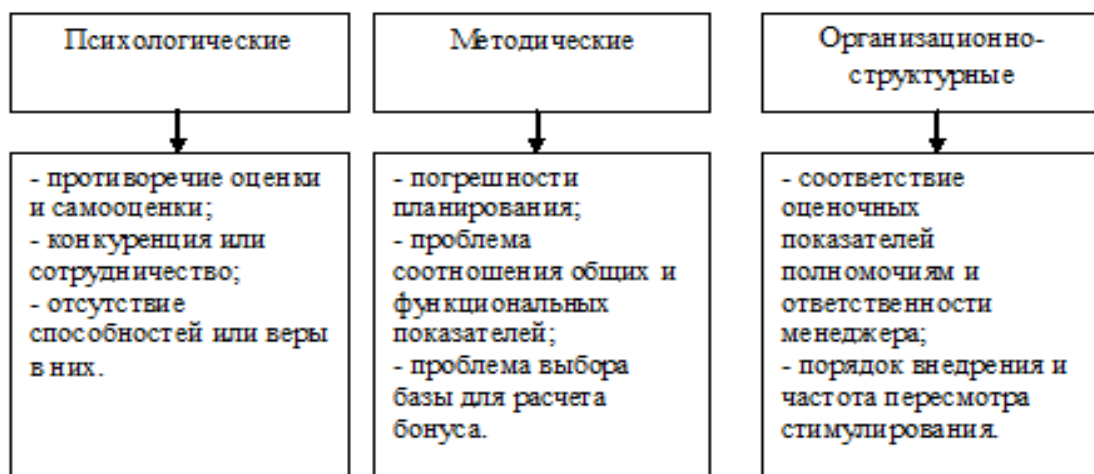 Психологические
- противоречие оценки
и самооценки;
- конкуренция или
сотрудничество;
- отсутствие
способностей или веры
в них.
Методические
- погрешности
планирования;
- проблема
соотношения общих и
функциональных
показателей;
- проблема выбора
базы для расчета
бонуса.
Организационно-
структурные
- соответствие
оценочных
показателей
полномочиям и
ответственности
менеджера;
- порядок внедрения и
частота пересмотра
стимулирования.